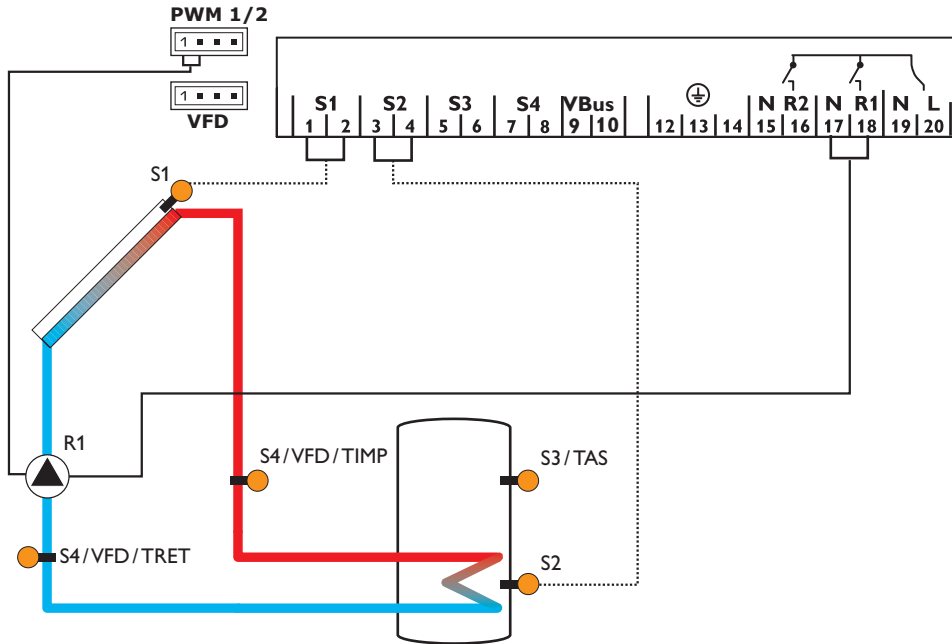 PWM 1/2
1
1
VFD
S1 S2 S3 S4 VBus N R2 N R1 N L
1 2 3 4 5 6 7 8 9 10 12 13 14 15 16 17 18 19 20
S1
R1
S4/VFD/TIMP
S3/TAS
S4/VFD/TRET
S2